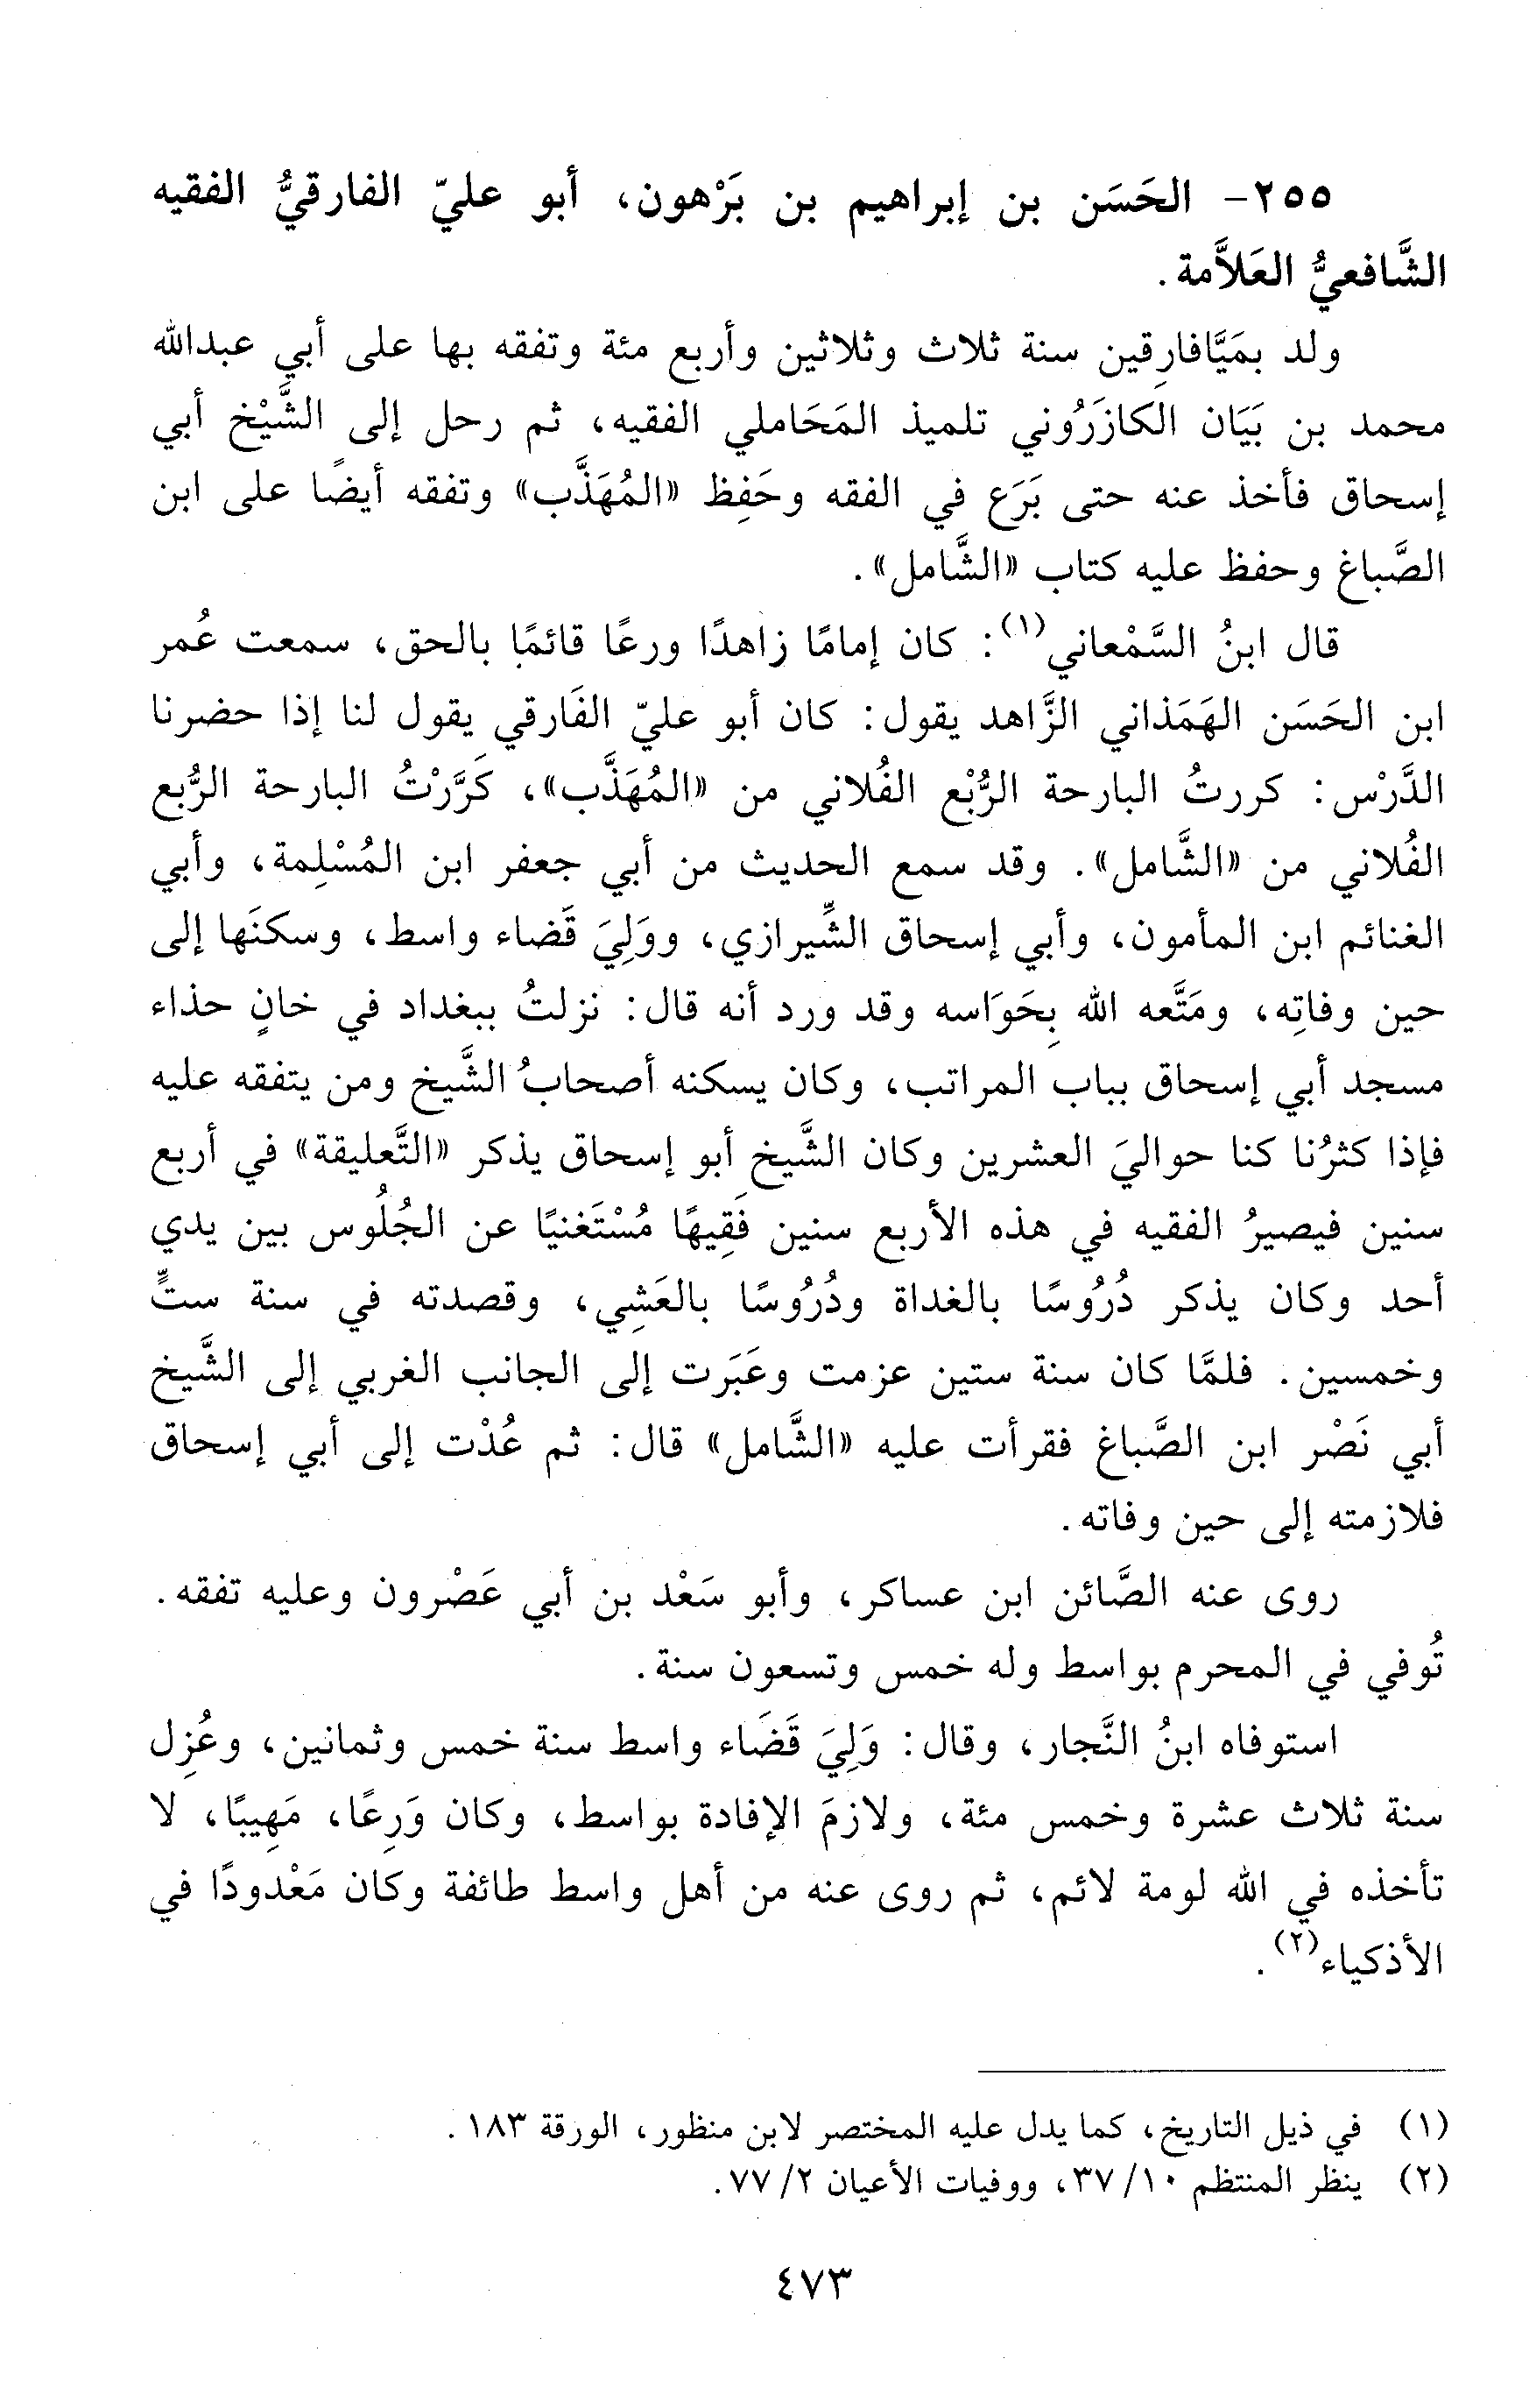 ٢٥٥- الحَسَن بن إبراهيم بن بَرْهون، أبو عليّ الفارقيُّ الفقيه
الشَّافعيُّ العَلاَّمة.
ولد بمَيَّافارِقين سنة ثلاث وثلاثين وأربع مئة وتفقه بها على أبي عبدالله
محمد بن بَيَان الكازَرُوني تلميذ المَحَاملي الفقيه، ثم رحل إلى الشَّيْخ أبي
إسحاق فأخذ عنه حتى بَرَع في الفقه وحَفِظ «المُهَذَّب» وتفقه أيضًا على ابن
الصَّباغ وحفظ عليه كتاب «الشَّامل».
قال ابنُ السَّمْعاني(١): كان إمامًا زاهدًا ورعًا قائمًا بالحق، سمعت عُمر
ابن الحَسَن الهَمَذاني الزَّاهد يقول: كان أبو عليّ الفَارقي يقول لنا إذا حضرنا
الدَّرْس: كررتُ البارحة الرُّبْع الفُلاني من «المُهَذَّب»، كَرَّرْتُ البارحة الرُّبع
الفُلاني من «الشَّامل». وقد سمع الحديث من أبي جعفر ابن المُسْلِمة، وأبي
الغنائم ابن المأمون، وأبي إسحاق الشِّيرازي، ووَلِيَ قَضاء واسط، وسكنَها إلى
حين وفاتِه، ومَتَّعه الله بِحَوَاسه وقد ورد أنه قال: نزلتُ ببغداد في خانٍ حذاء
مسجد أبي إسحاق بباب المراتب، وكان يسكنه أصحابُ الشَّيخ ومن يتفقه عليه
فإذا كثرُنا كنا حواليَ العشرين وكان الشَّيخ أبو إسحاق يذكر «التَّعليقة» في أربع
سنين فيصيرُ الفقيه في هذه الأربع سنين فَقِيهًا مُسْتَغنيًا عن الجُلُوس بين يدي
أحد وكان يذكر دُرُوسًا بالغداة ودُرُوسًا بالعَشِي، وقصدته في سنة ستٍّ
وخمسين. فلمَّا كان سنة ستين عزمت وعَبَرت إلى الجانب الغربي إلى الشَّيخ
أبي نَصْر ابن الصَّباغ فقرأت عليه «الشَّامل» قال: ثم عُدْت إلى أبي إسحاق
فلازمته إلى حين وفاته.
روى عنه الصَّائن ابن عساكر، وأبو سَعْد بن أبي عَصْرون وعليه تفقه.
تُوفي في المحرم بواسط وله خمس وتسعون سنة.
استوفاه ابنُ النَّجار، وقال: وَلِيَ قَضَاء واسط سنة خمس وثمانين، وعُزِل
سنة ثلاث عشرة وخمس مئة، ولازمَ الإفادة بواسط، وكان وَرِعًا، مَهِيبًا، لا
تأخذه في الله لومة لائم، ثم روى عنه من أهل واسط طائفة وكان مَعْدودًا في
الأذكياء(٢).
(١) في ذيل التاريخ، كما يدل عليه المختصر لابن منظور، الورقة ١٨٣.
(٢) ينظر المنتظم ١٠/ ٣٧، ووفيات الأعيان ٢/ ٧٧.
٤٧٣